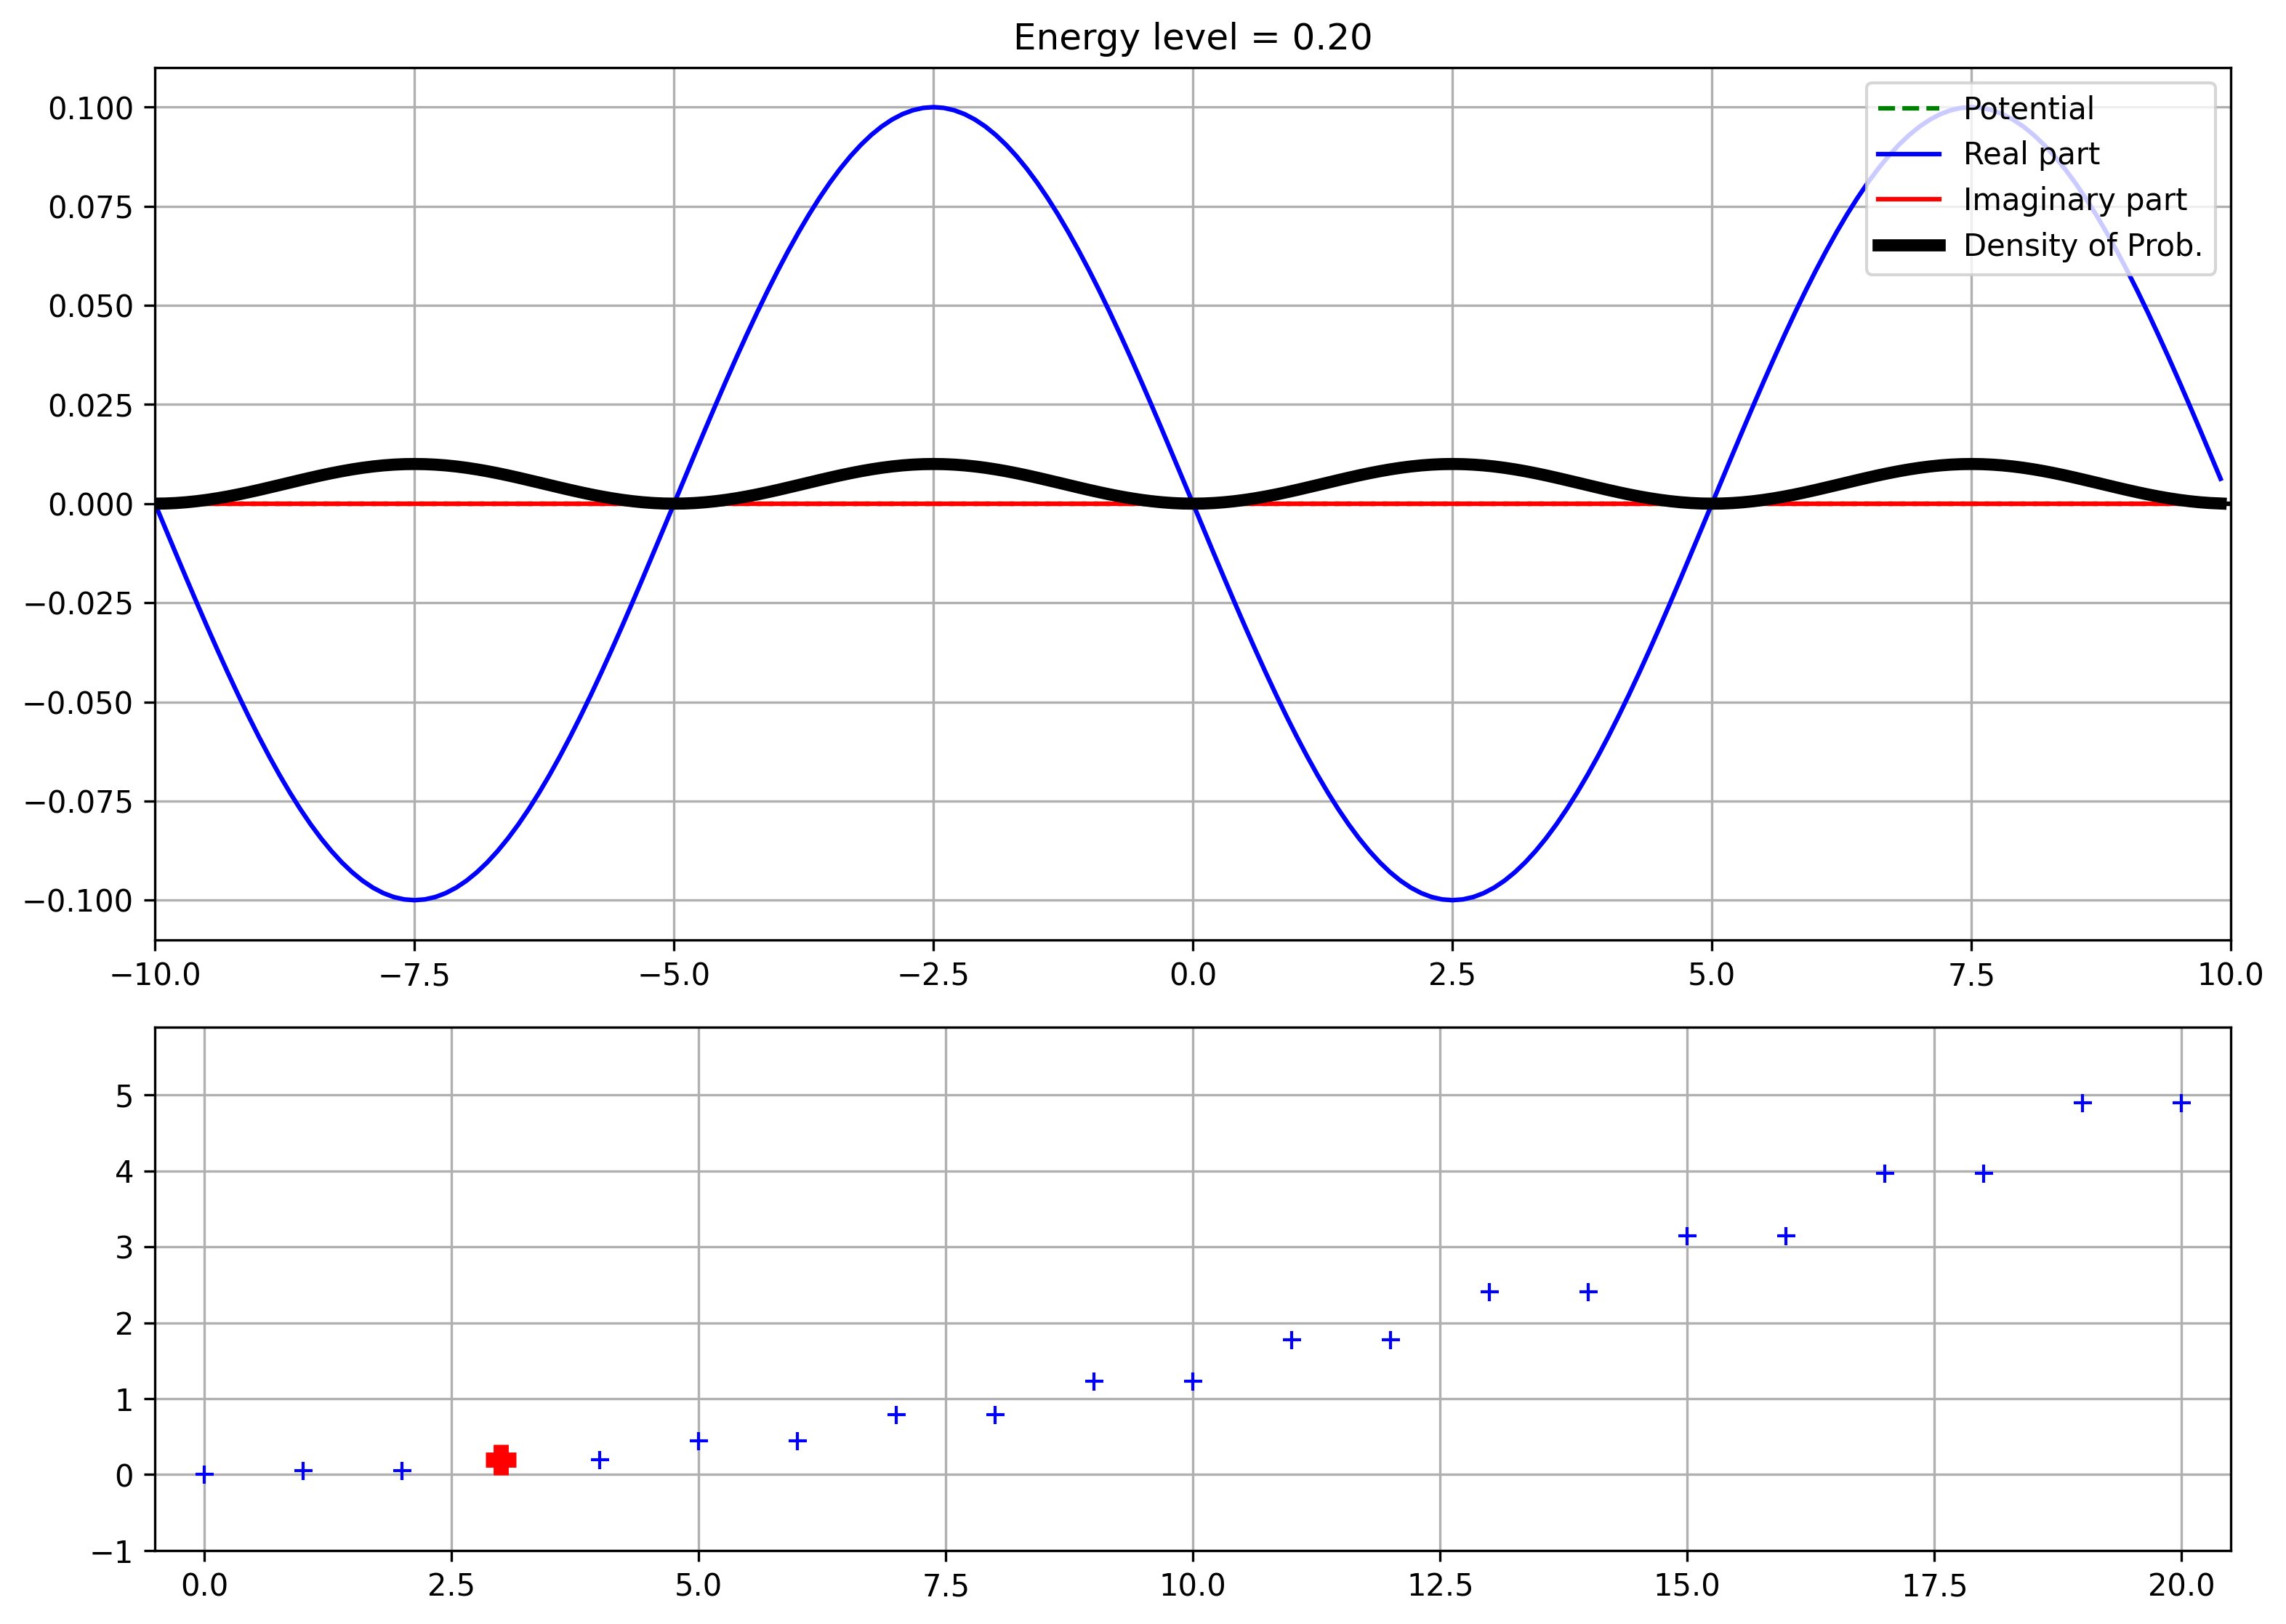 Energy level = 0.20
Potential
Real part
Imaginary part
Density of Prob.
0.100
0.075
0.050
0.025
0.000
−0.025
−0.050
−0.075
−0.100
−10.0 −7.5 −5.0 −2.5 0.0 2.5 5.0 7.5 10.0
5
4
3
2
1
0
−1
0.0 2.5 5.0 7.5 10.0 12.5 15.0 17.5 20.0